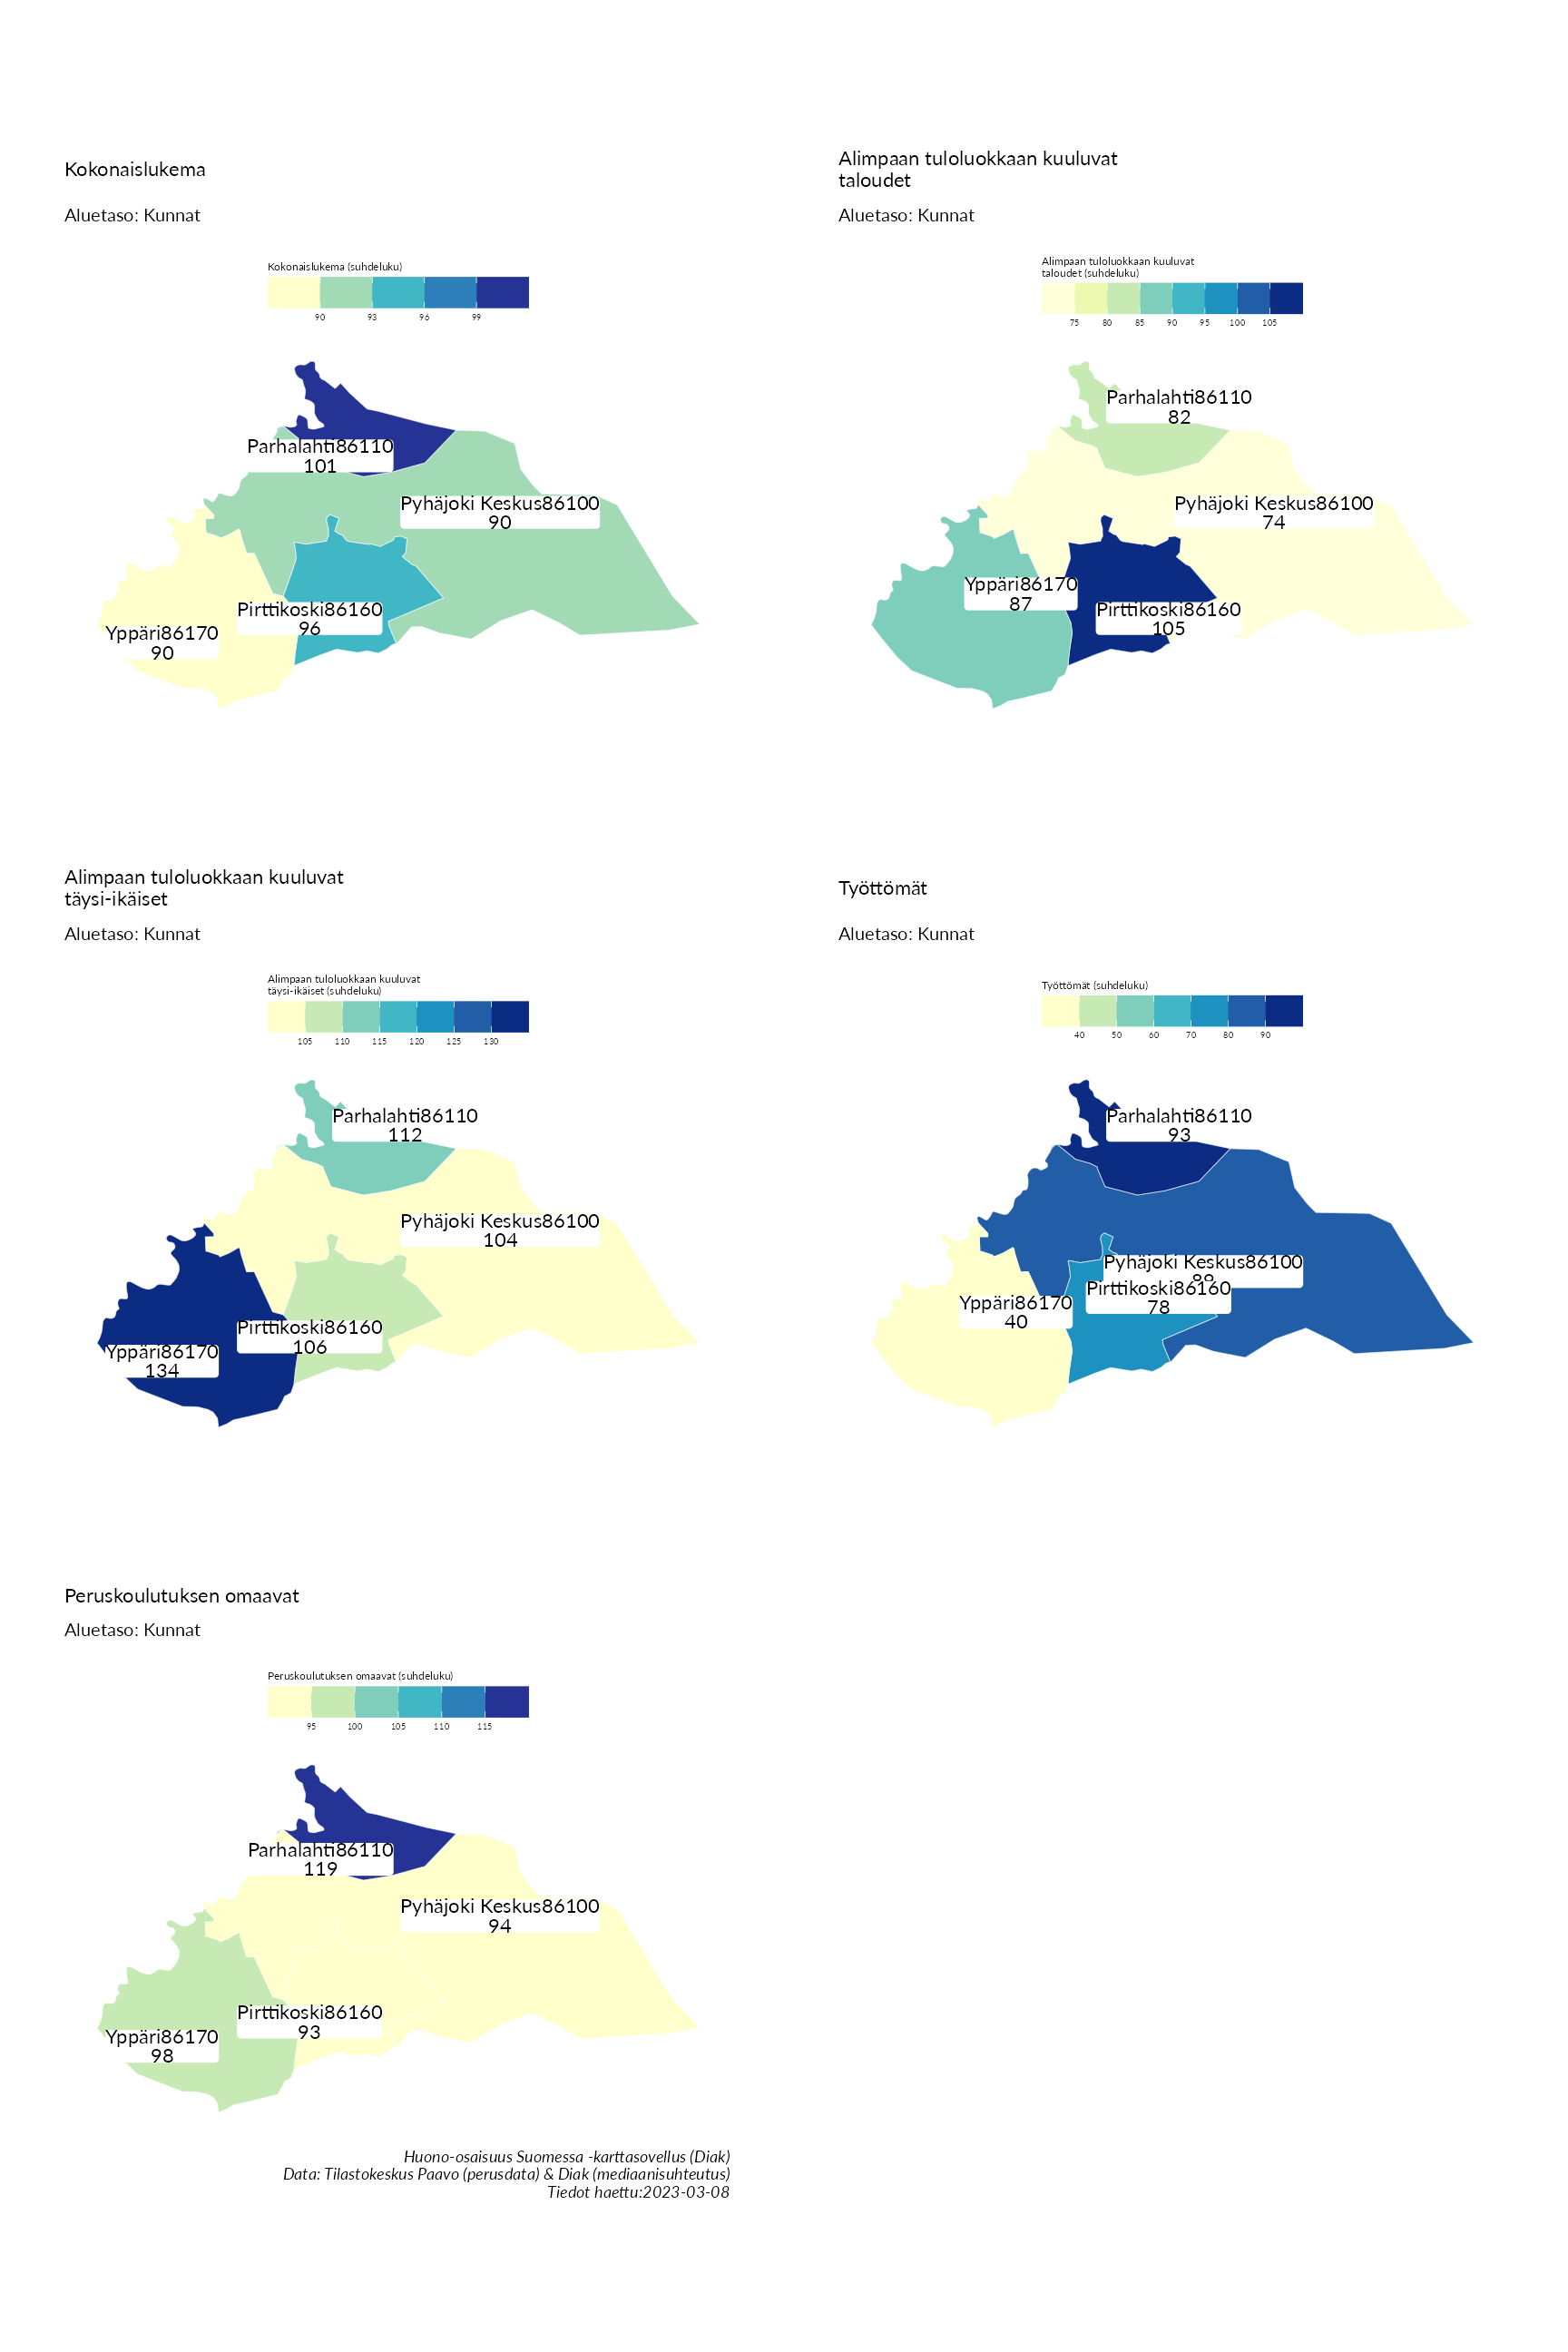 Kokonaislukema
Aluetaso: Kunnat
Kokonaislukema (suhdeluku)
90 93 96 99
Parhalahti86110
101
Pyhäjoki Keskus86100
90
Pirttikoski86160
96
Yppäri86170
90
Alimpaan tuloluokkaan kuuluvat
taloudet
Aluetaso: Kunnat
Alimpaan tuloluokkaan kuuluvat
taloudet (suhdeluku)
75 80 85 90 95 100 105
Parhalahti86110
82
Pyhäjoki Keskus86100
74
Yppäri86170
87
Pirttikoski86160
105
Alimpaan tuloluokkaan kuuluvat
täysi-ikäiset
Aluetaso: Kunnat
Alimpaan tuloluokkaan kuuluvat
täysi-ikäiset (suhdeluku)
105 110 115 120 125 130
Parhalahti86110
112
Pyhäjoki Keskus86100
104
Pirttikoski86160
106
Yppäri86170
134
Työttömät
Aluetaso: Kunnat
Työttömät (suhdeluku)
40 50 60 70 80 90
Parhalahti86110
93
Pyhäjoki Keskus86100
Pirttikoski86160
78
Yppäri86170
40
Peruskoulutuksen omaavat
Aluetaso: Kunnat
Peruskoulutuksen omaavat (suhdeluku)
95 100 105 110 115
Parhalahti86110
119
Pyhäjoki Keskus86100
94
Pirttikoski86160
93
Yppäri86170
98
Huono-osaisuus Suomessa -karttasovellus (Diak)
Data: Tilastokeskus Paavo (perusdata) & Diak (mediaanisuhteutus)
Tiedot haettu:2023-03-08